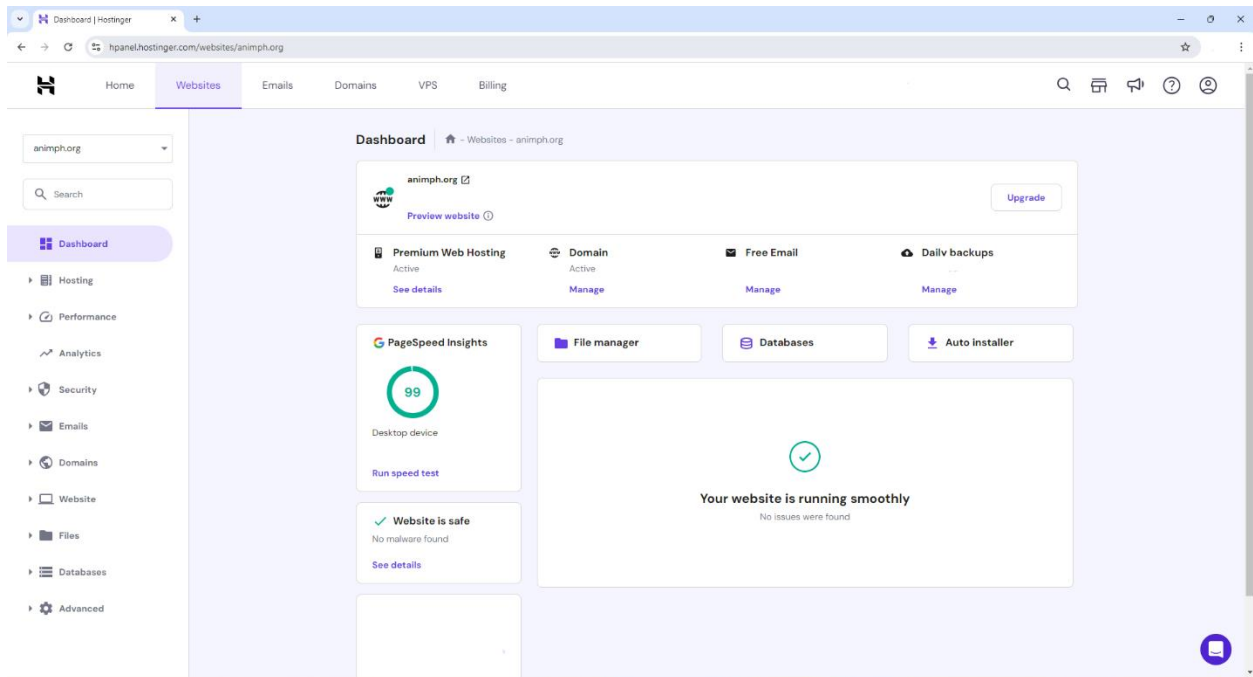 Dashboard | Hostinger
hpanel.hostinger.com/websites/animph.org
Home Websites Emails Domains VPS Billing
animph.org
Search
Dashboard
Hosting
Performance
Analytics
Security
Emails
Domains
Website
Files
Databases
Advanced
Dashboard - Websites - animph.org
animph.org
www
Preview website
Upgrade
Premium Web Hosting
Active
See details
Domain
Active
Manage
Free Email
Manage
Daily backups
Manage
PageSpeed Insights
99
Desktop device
Run speed test
File manager
Databases
Auto installer
Your website is running smoothly
No issues were found
Website is safe
No malware found
See details